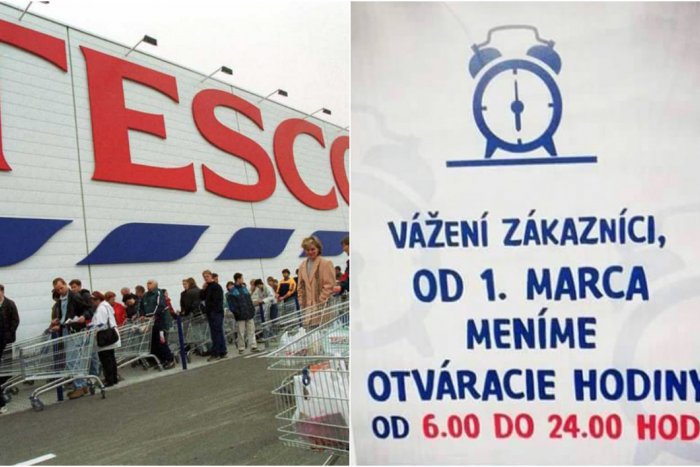 TESCO
VÁŽENÍ ZÁKAZNÍCI,
OD 1. MARCA
MENÍME
OTVÁRACIE HODINY
OD 6.00 DO 24.00 HOD